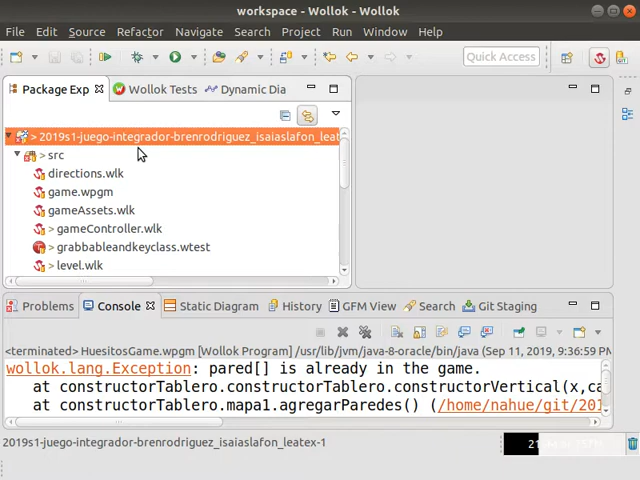 workspace - Wollok - Wollok
File Edit Source Refactor Navigate Search Project Run Window Help
Quick Access
Package Exp Wollok Tests Dynamic Dia
> 2019s1-juego-integrador-brenrodriguez_isaiaslafon_leatex
> src
directions.wlk
game.wpgm
gameAssets.wlk
> gameController.wlk
> grabbableandkeyclass.wtest
> level.wlk
Problems Console Static Diagram History GFM View Search Git Staging
<terminated> HuesitosGame.wpgm [Wollok Program] /usr/lib/jvm/java-8-oracle/bin/java (Sep 11, 2019, 9:36:59 PM)
wollok.lang.Exception: pared[] is already in the game.
at constructorTablero.constructorTablero.constructorVertical(x,ca
at constructorTablero.mapa1.agregarParedes() (/home/nahue/git/201
2019s1-juego-integrador-brenrodriguez_isaiaslafon_leatex-1